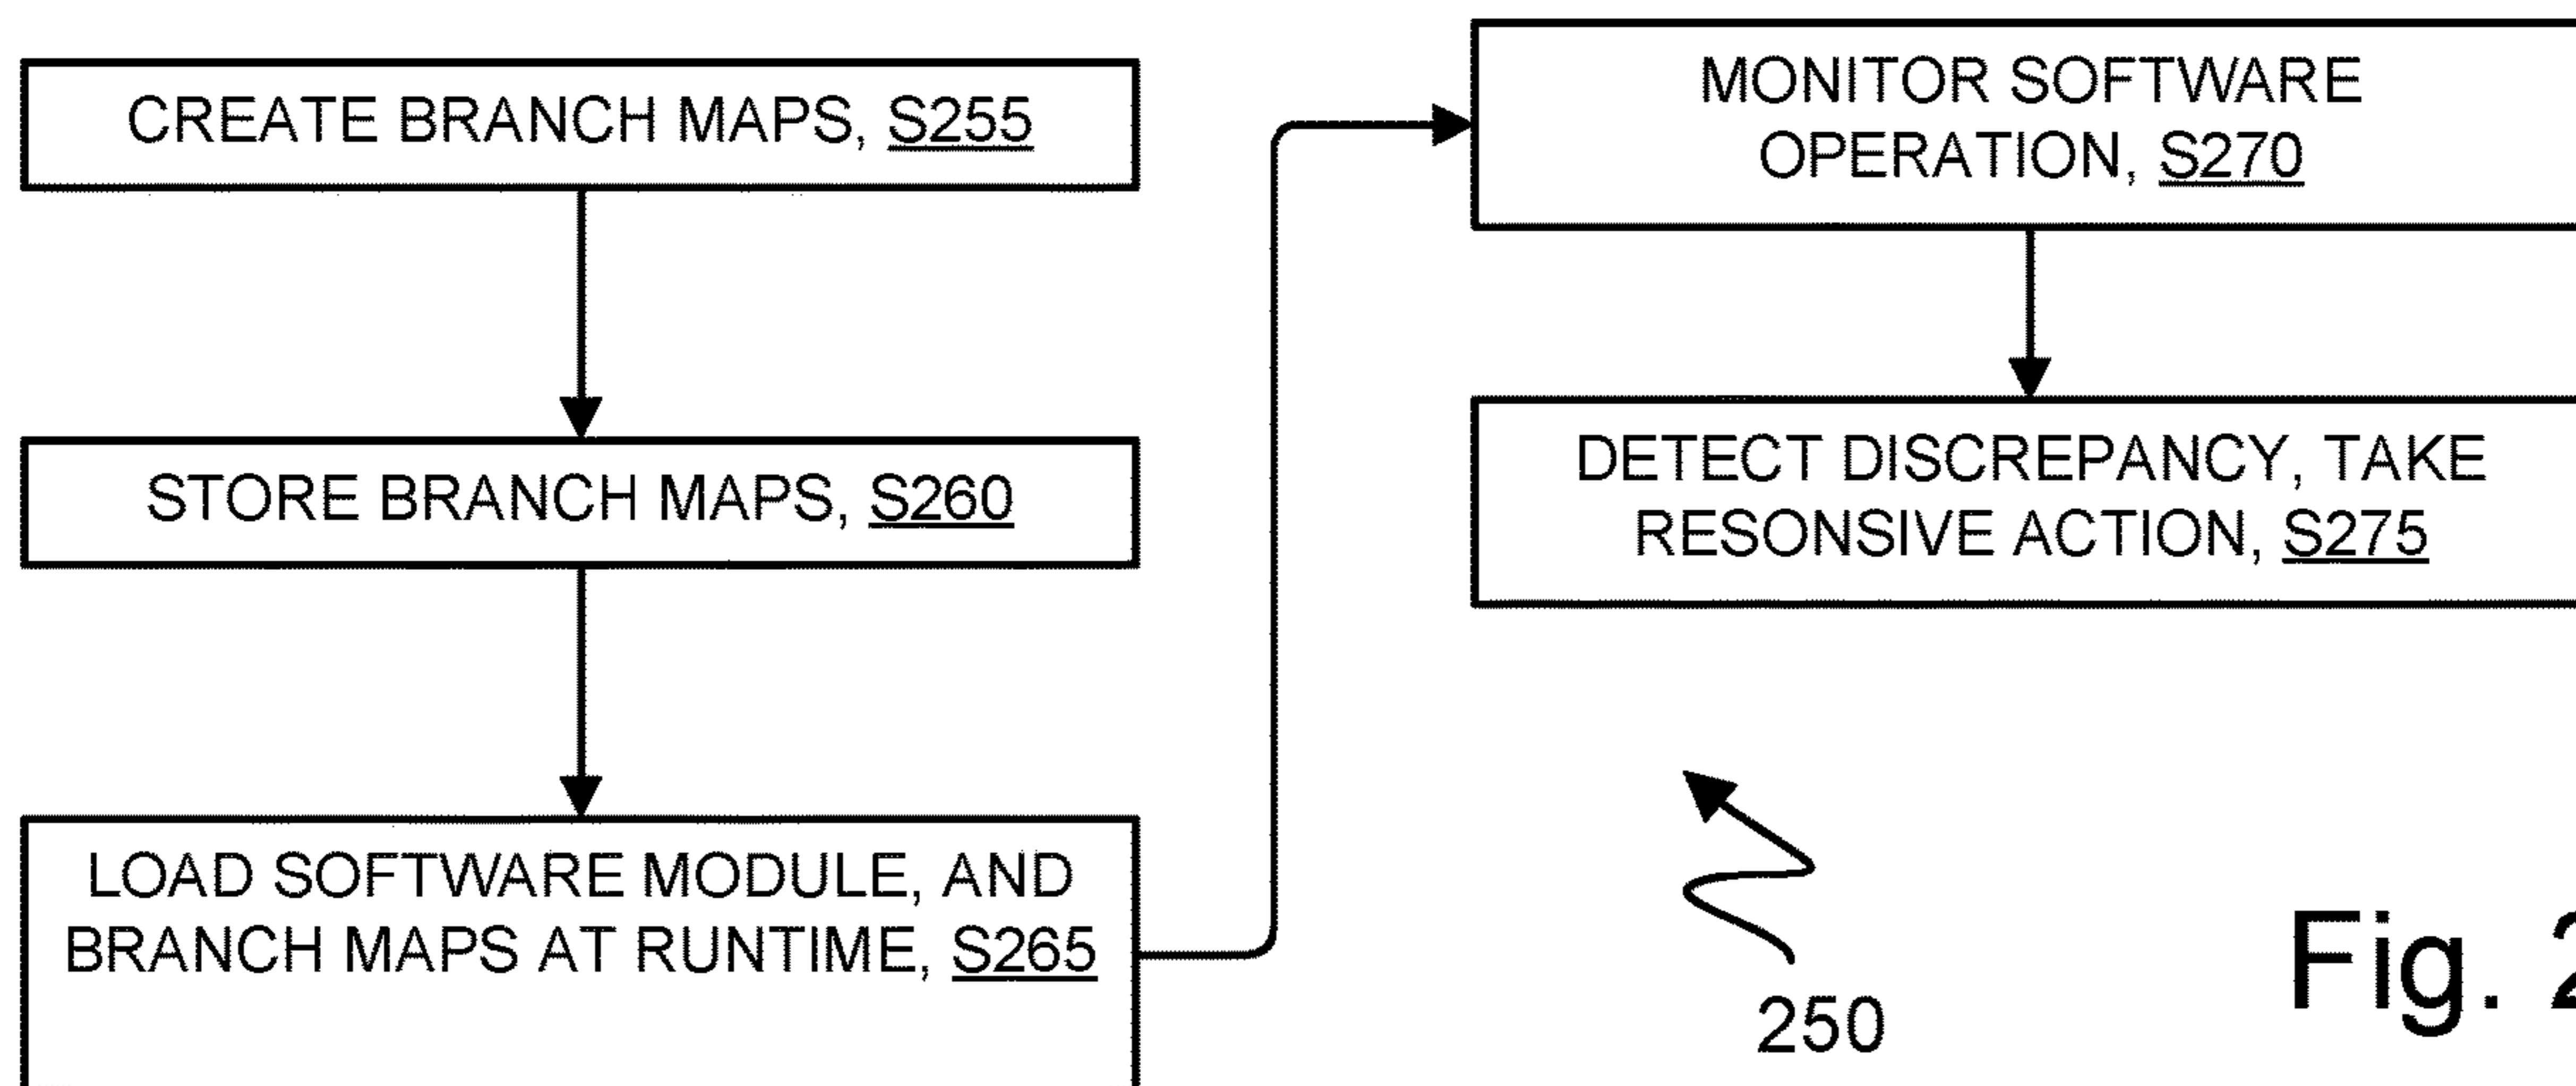 CREATE BRANCH MAPS, S255
STORE BRANCH MAPS, S260
LOAD SOFTWARE MODULE, AND
BRANCH MAPS AT RUNTIME, S265
MONITOR SOFTWARE
OPERATION, S270
DETECT DISCREPANCY, TAKE
RESONSIVE ACTION, S275
250
Fig. 2